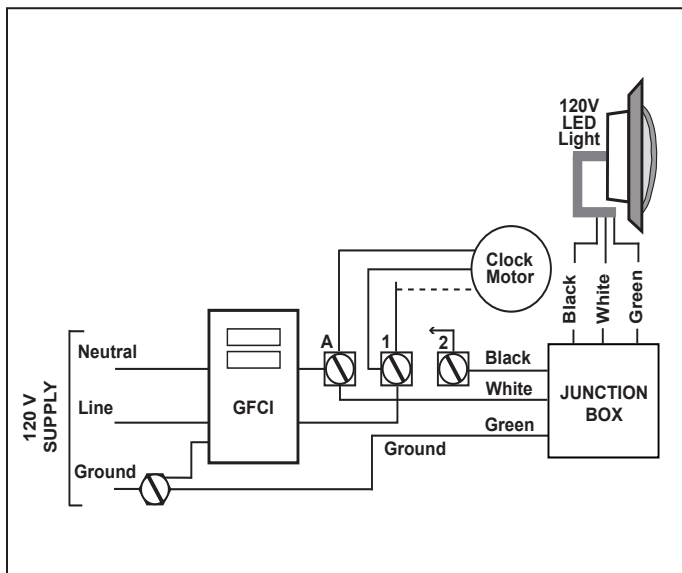 120V
LED
Light
Clock
Motor
Black
White
Green
A
1
2
Neutral
Black
White
GFCI
Line
JUNCTION
BOX
120 V
SUPPLY
Green
Ground
Ground